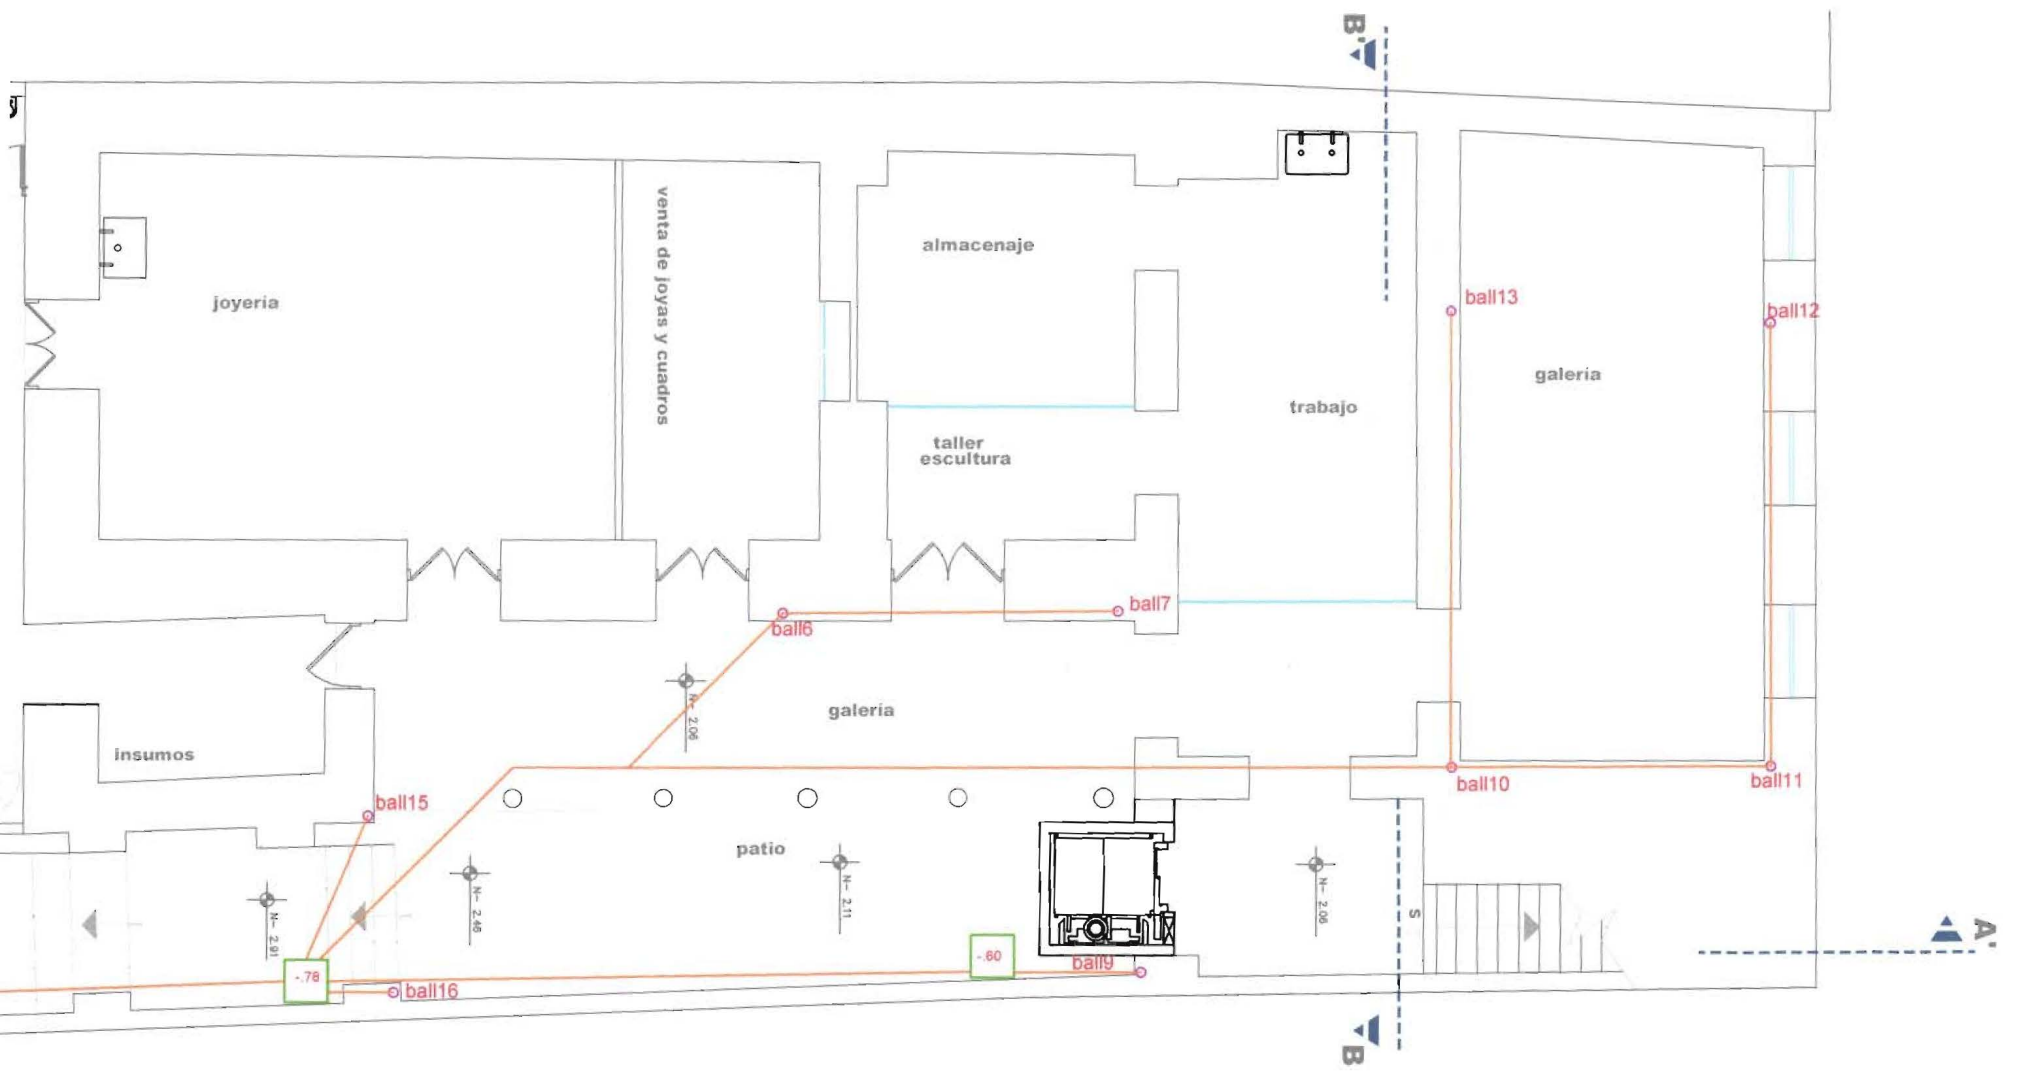 B'
venta de joyas y cuadros
almacenaje
joyeria
ball13
ball12
galeria
trabajo
taller
escultura
ball7
ball6
N- 2.06
galeria
insumos
ball10
ball11
ball15
patio
N- 2.91
N- 2.46
N- 2.11
N- 2.06
S
A'
-.60
ball9
-.78
ball16
B